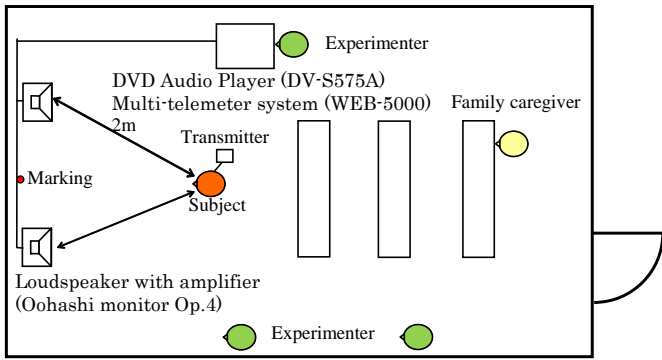 Experimenter
DVD Audio Player (DV-S575A)
Multi-telemeter system (WEB-5000)
Family caregiver
2m
Transmitter
Marking
Subject
Loudspeaker with amplifier
(Oohashi monitor Op.4)
Experimenter